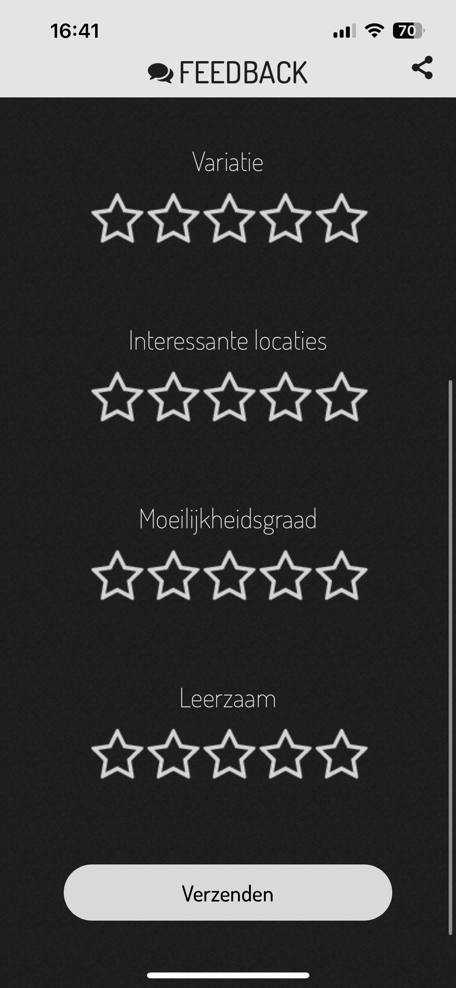 16:41
70
FEEDBACK
Variatie
Interessante locaties
Moeilijkheidsgraad
Leerzaam
Verzenden